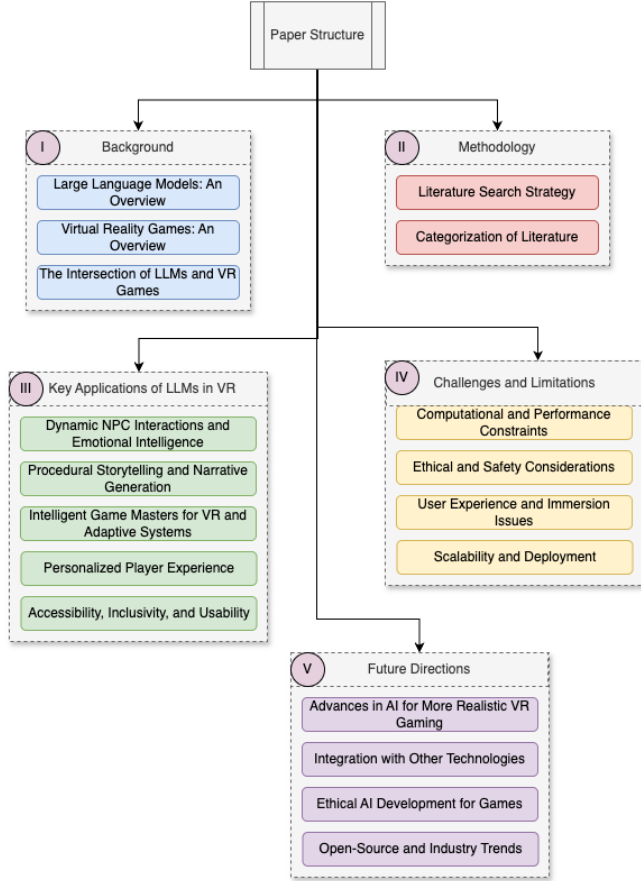 Paper Structure
I
Background
Large Language Models: An
Overview
Virtual Reality Games: An
Overview
The Intersection of LLMs and VR
Games
II
Methodology
Literature Search Strategy
Categorization of Literature
III
Key Applications of LLMs in VR
Dynamic NPC Interactions and
Emotional Intelligence
Procedural Storytelling and Narrative
Generation
Intelligent Game Masters for VR and
Adaptive Systems
Personalized Player Experience
Accessibility, Inclusivity, and Usability
IV
Challenges and Limitations
Computational and Performance
Constraints
Ethical and Safety Considerations
User Experience and Immersion
Issues
Scalability and Deployment
V
Future Directions
Advances in AI for More Realistic VR
Gaming
Integration with Other Technologies
Ethical AI Development for Games
Open-Source and Industry Trends